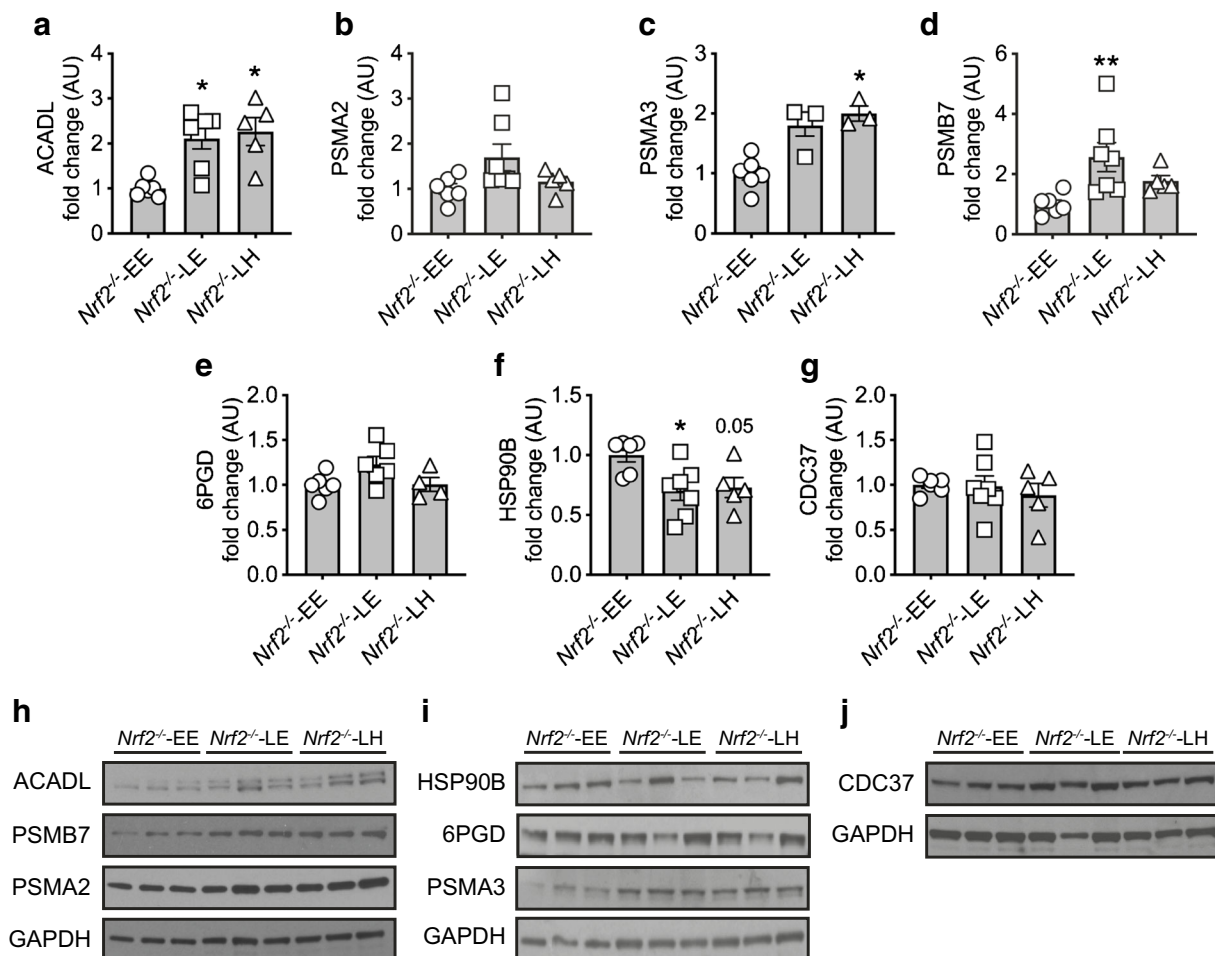 a
ACADL
fold change (AU)
4
3
2
1
0
*
*
Nrf2-/--EE
Nrf2-/--LE
Nrf2-/--LH
b
PSMA2
fold change (AU)
4
3
2
1
0
Nrf2-/--EE
Nrf2-/--LE
Nrf2-/--LH
c
PSMA3
fold change (AU)
3
2
1
0
*
Nrf2-/--EE
Nrf2-/--LE
Nrf2-/--LH
d
PSMB7
fold change (AU)
6
4
2
0
**
Nrf2-/--EE
Nrf2-/--LE
Nrf2-/--LH
e
6PGD
fold change (AU)
2.0
1.5
1.0
0.5
0.0
Nrf2-/--EE
Nrf2-/--LE
Nrf2-/--LH
f
HSP90B
fold change (AU)
1.5
1.0
0.5
0.0
*
0.05
Nrf2-/--EE
Nrf2-/--LE
Nrf2-/--LH
g
CDC37
fold change (AU)
2.0
1.5
1.0
0.5
0.0
Nrf2-/--EE
Nrf2-/--LE
Nrf2-/--LH
h
Nrf2-/--EE Nrf2-/--LE Nrf2-/--LH
ACADL
PSMB7
PSMA2
GAPDH
i
Nrf2-/--EE Nrf2-/--LE Nrf2-/--LH
HSP90B
6PGD
PSMA3
GAPDH
j
Nrf2-/--EE Nrf2-/--LE Nrf2-/--LH
CDC37
GAPDH